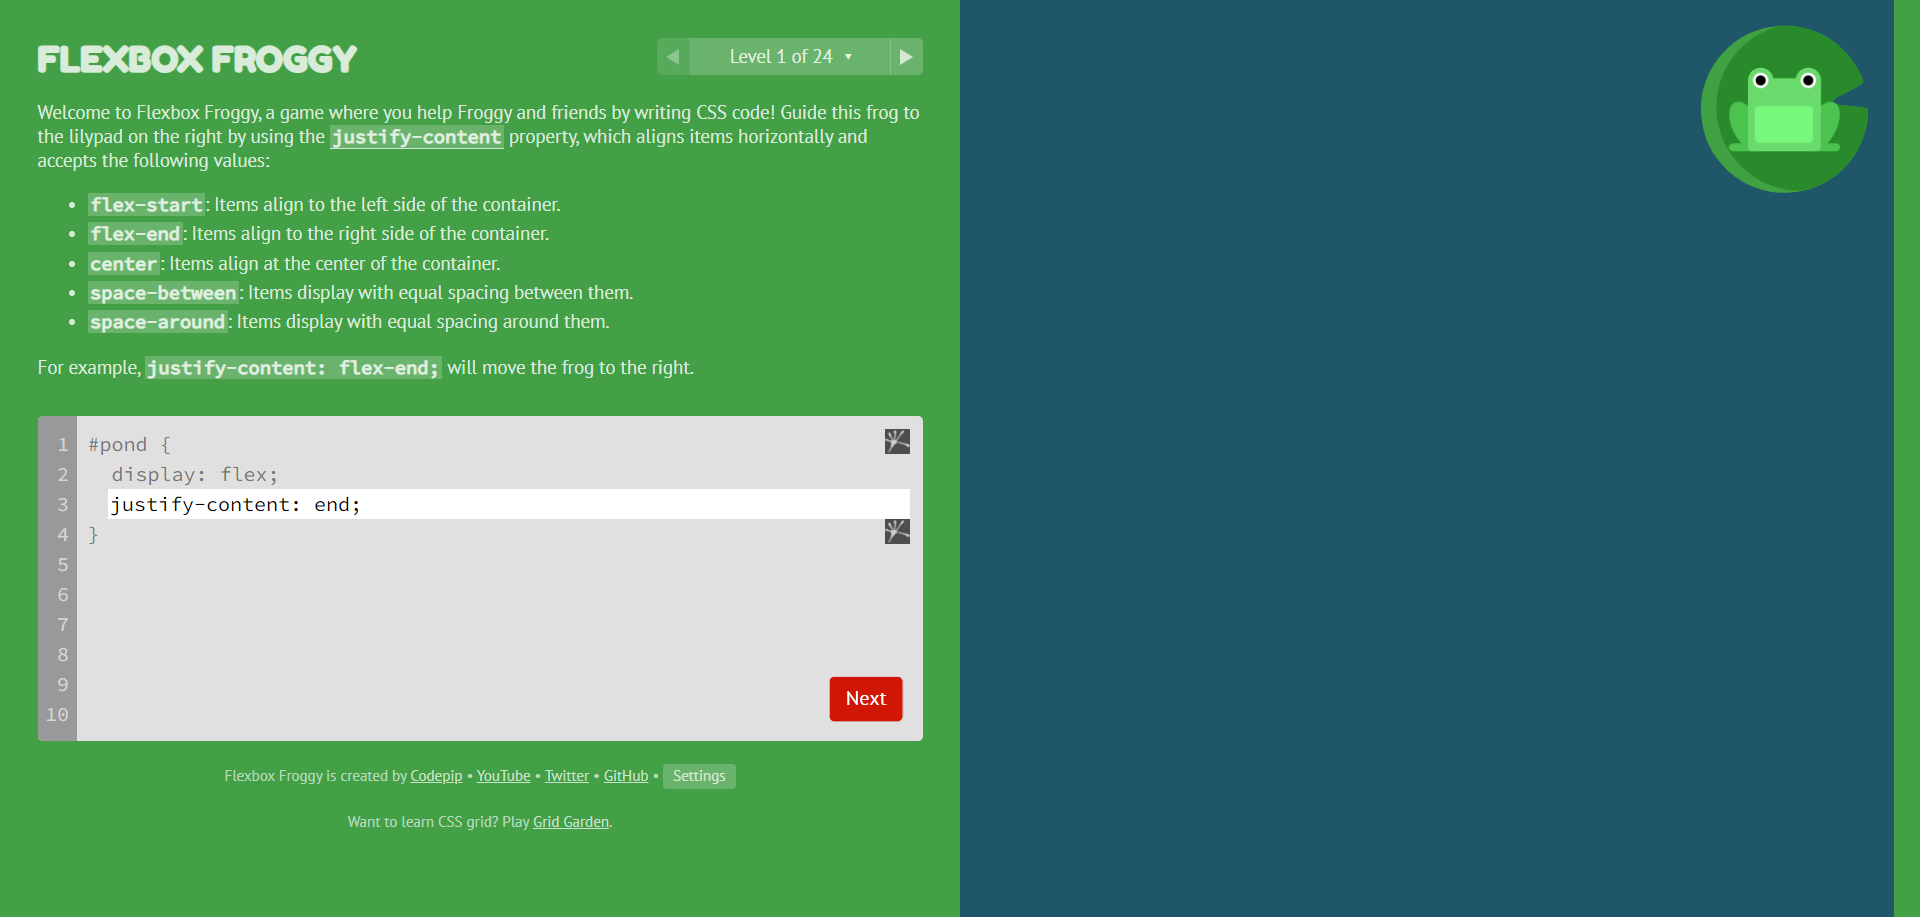 FLEXBOX FROGGY
Level 1 of 24
Welcome to Flexbox Froggy, a game where you help Froggy and friends by writing CSS code! Guide this frog to
the lilypad on the right by using the justify-content property, which aligns items horizontally and
accepts the following values:
flex-start: Items align to the left side of the container.
flex-end: Items align to the right side of the container.
center: Items align at the center of the container.
space-between: Items display with equal spacing between them.
space-around: Items display with equal spacing around them.
For example, justify-content: flex-end; will move the frog to the right.
1 #pond {
2 display: flex;
3 justify-content: end;
4 }
5
6
7
8
9
10
Next
Flexbox Froggy is created by Codepip • YouTube • Twitter • GitHub • Settings
Want to learn CSS grid? Play Grid Garden.